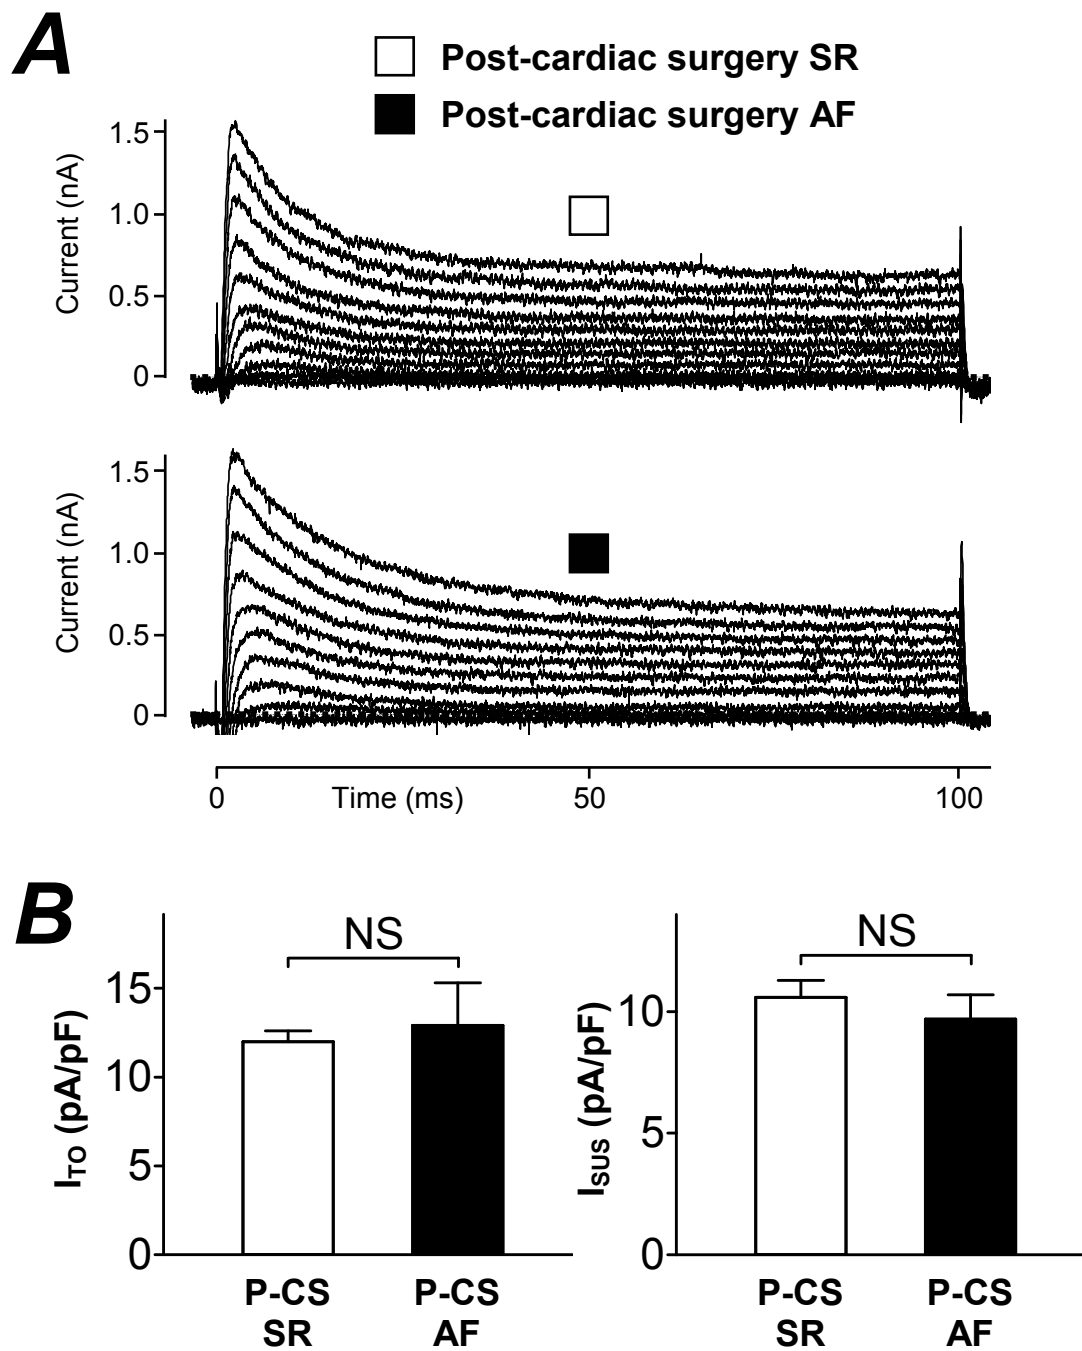 A
Post-cardiac surgery SR
Post-cardiac surgery AF
Current (nA)
1.5
1.0
0.5
0
Current (nA)
1.5
1.0
0.5
0
0
Time (ms)
50
100
B
I_TO (pA/pF)
15
10
5
0
NS
P-CS
SR
P-CS
AF
I_SUS (pA/pF)
10
5
0
NS
P-CS
SR
P-CS
AF